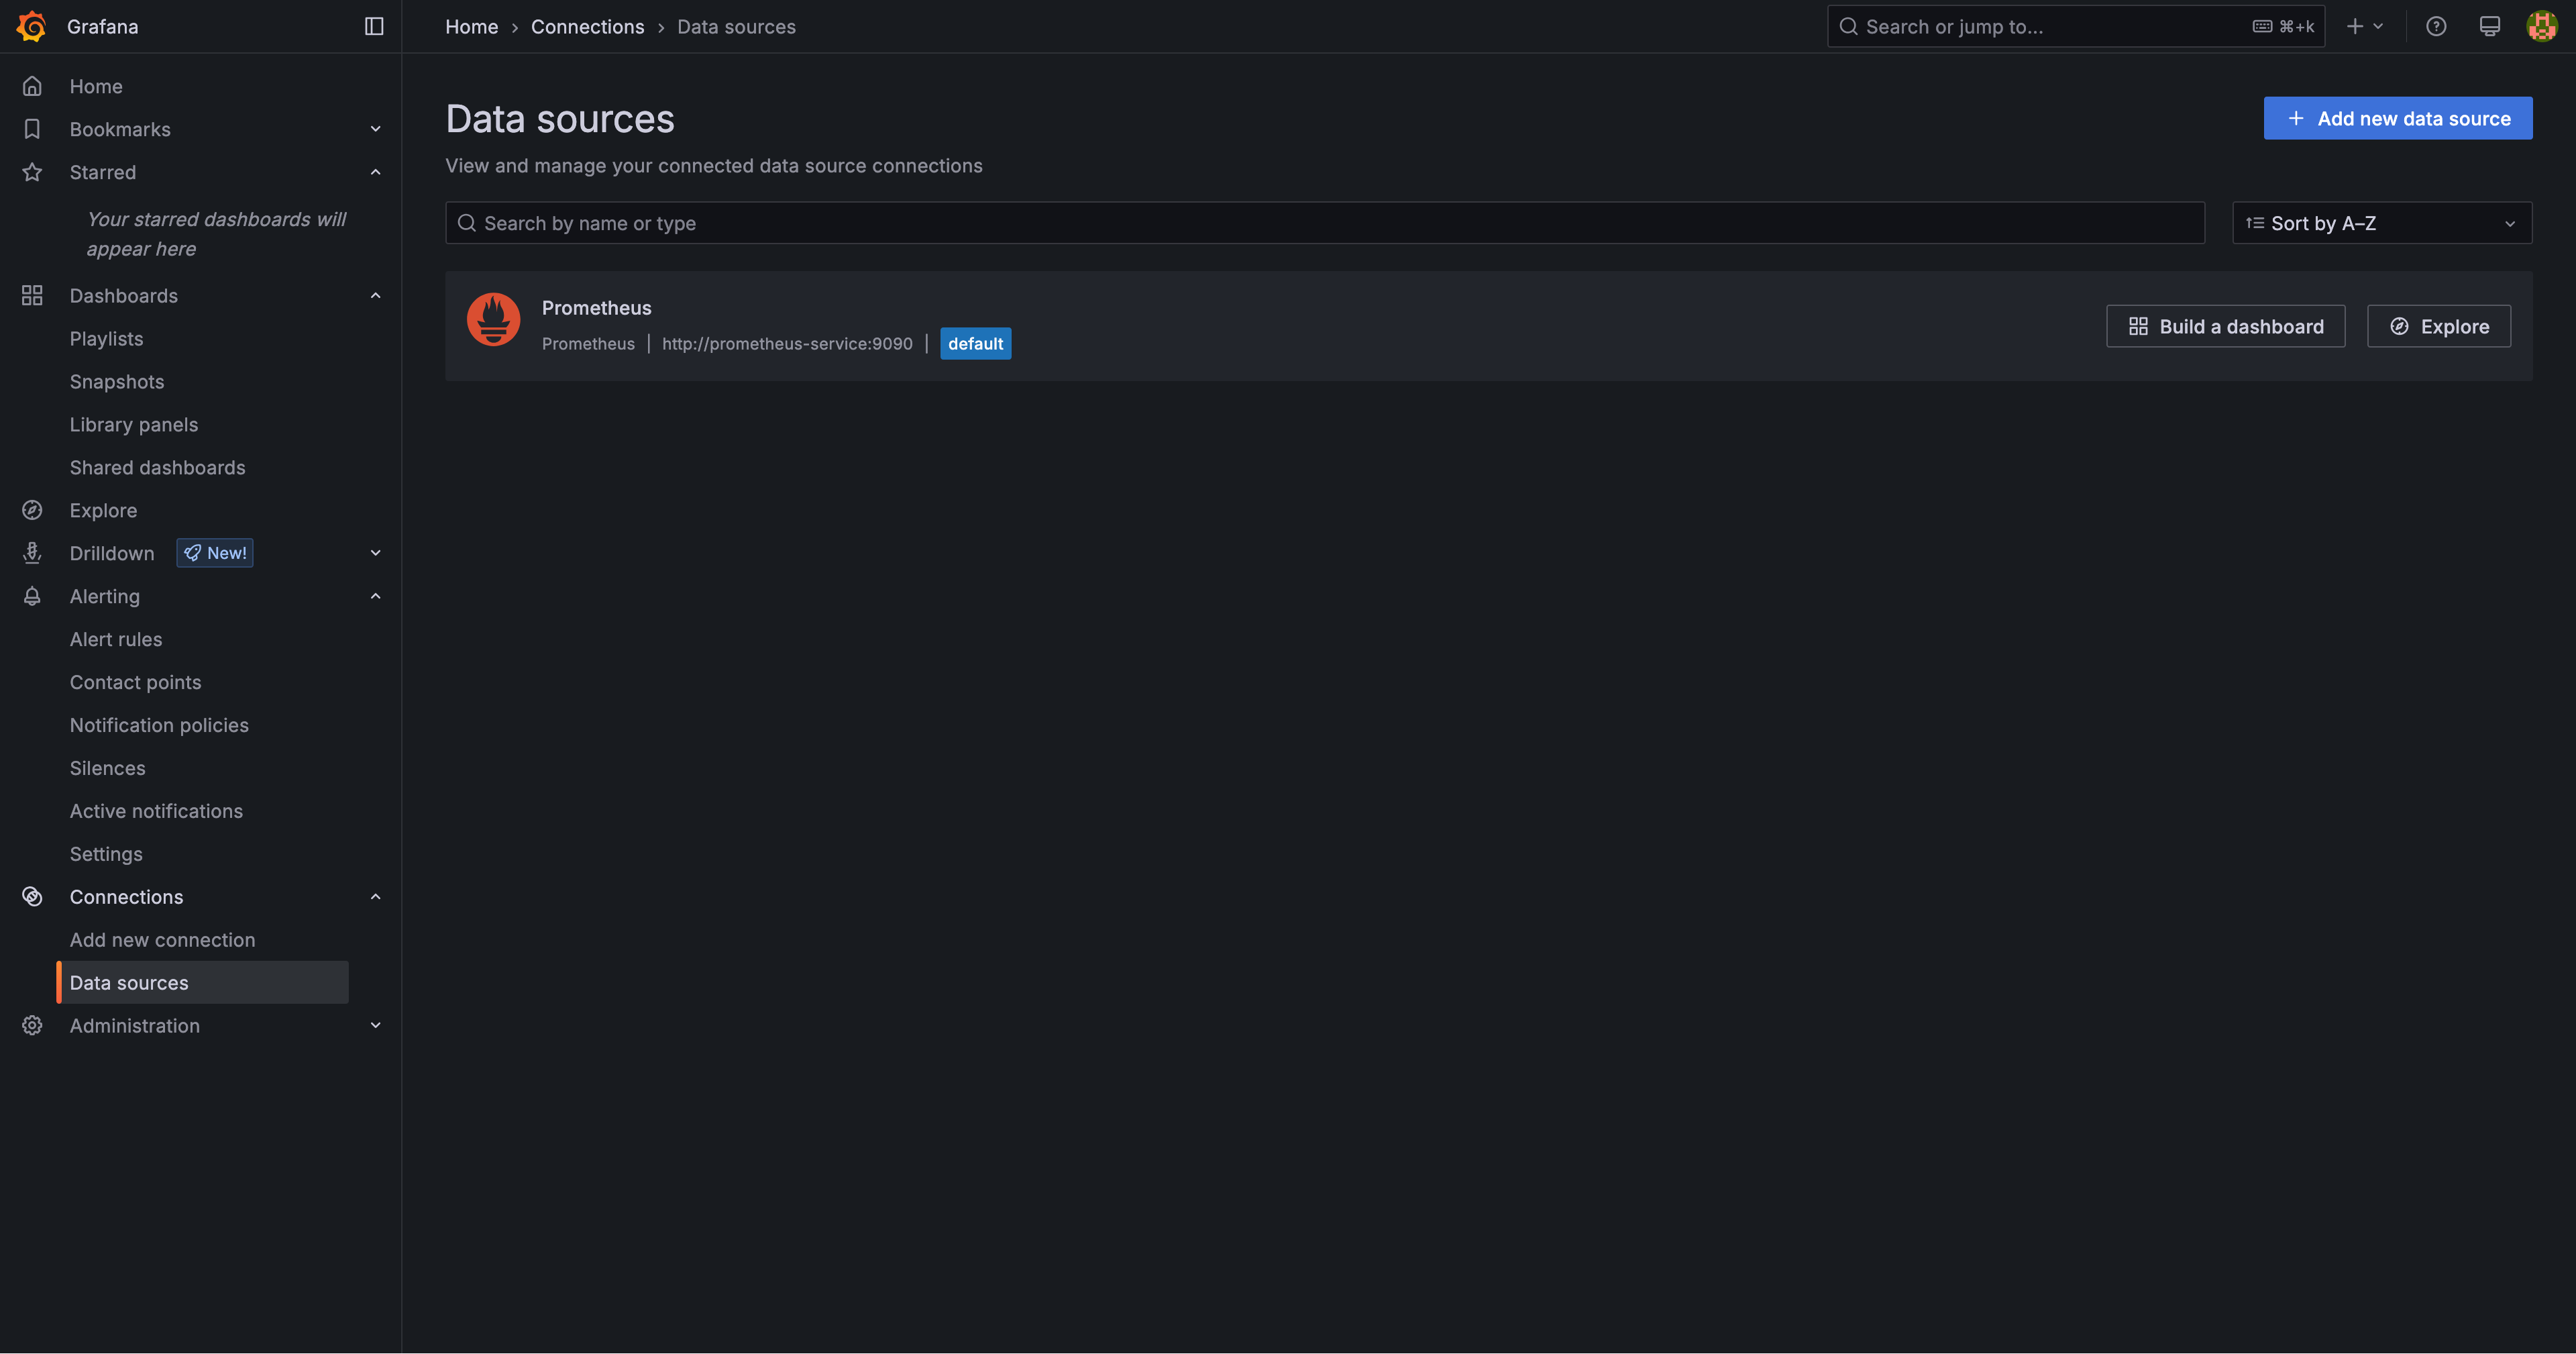 Grafana
Home
Connections
Data sources
Search or jump to...
⌘+k
Home
Bookmarks
Starred
Your starred dashboards will
appear here
Dashboards
Playlists
Snapshots
Library panels
Shared dashboards
Explore
Drilldown
New!
Alerting
Alert rules
Contact points
Notification policies
Silences
Active notifications
Settings
Connections
Add new connection
Data sources
Administration
Data sources
Add new data source
View and manage your connected data source connections
Search by name or type
Sort by A–Z
Prometheus
Prometheus | http://prometheus-service:9090 | default
Build a dashboard
Explore